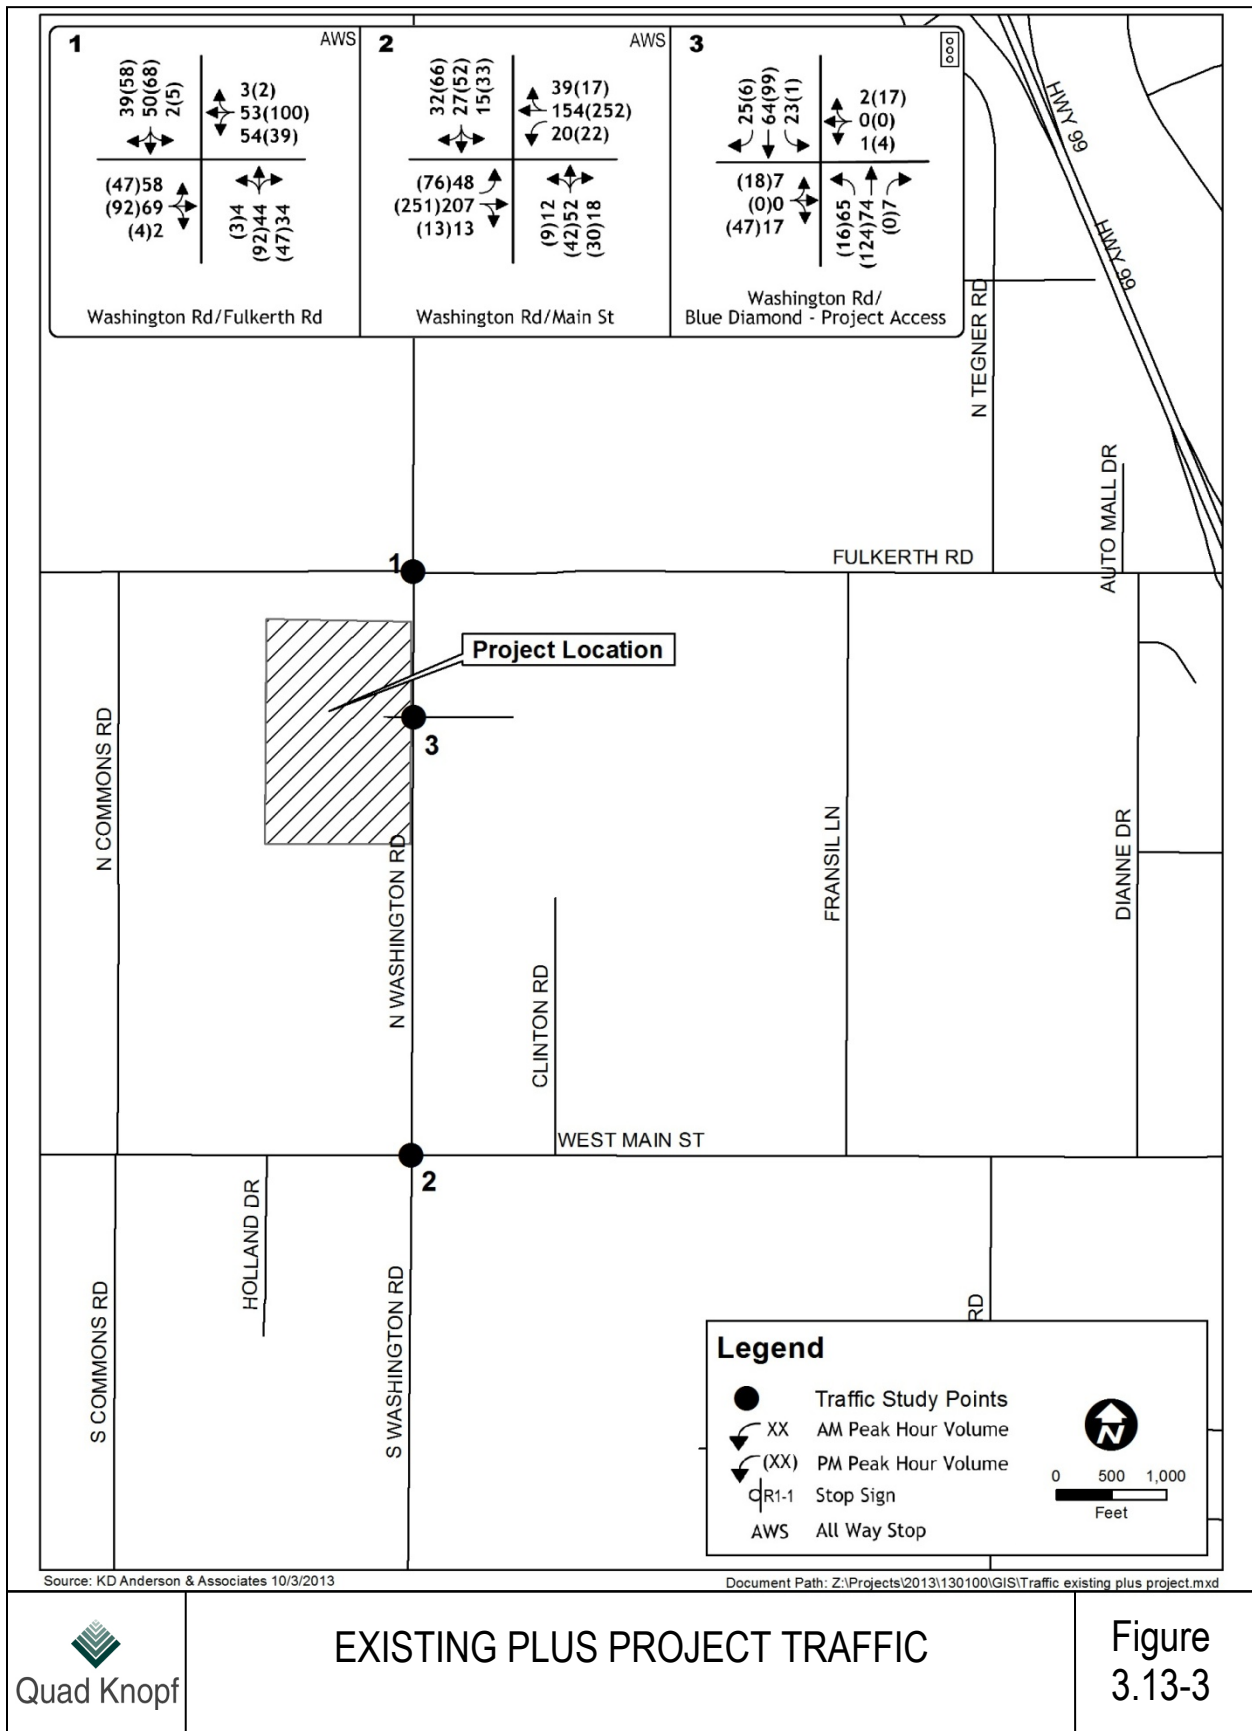 1
AWS
39(58)
50(68)
2(5)
3(2)
53(100)
54(39)
(47)58
(92)69
(4)2
(3)4
(92)44
(47)34
Washington Rd/Fulkerth Rd
2
AWS
32(66)
27(52)
15(33)
39(17)
154(252)
20(22)
(76)48
(251)207
(13)13
(9)12
(42)52
(30)18
Washington Rd/Main St
3
25(6)
64(99)
23(1)
2(17)
0(0)
1(4)
(18)7
(0)0
(47)17
(16)65
(124)74
(0)7
Washington Rd/
Blue Diamond - Project Access
HWY 99
HWY 99
N TEGNER RD
AUTO MALL DR
FULKERTH RD
1
Project Location
3
N COMMONS RD
N WASHINGTON RD
FRANSIL LN
DIANNE DR
CLINTON RD
WEST MAIN ST
2
HOLLAND DR
S COMMONS RD
S WASHINGTON RD
RD
Legend
Traffic Study Points
XX AM Peak Hour Volume
(XX) PM Peak Hour Volume
R1-1 Stop Sign
AWS All Way Stop
N
0 500 1,000
Feet
Source: KD Anderson & Associates 10/3/2013
Document Path: Z:\Projects\2013\130100\GIS\Traffic existing plus project.mxd
Quad Knopf
EXISTING PLUS PROJECT TRAFFIC
Figure
3.13-3